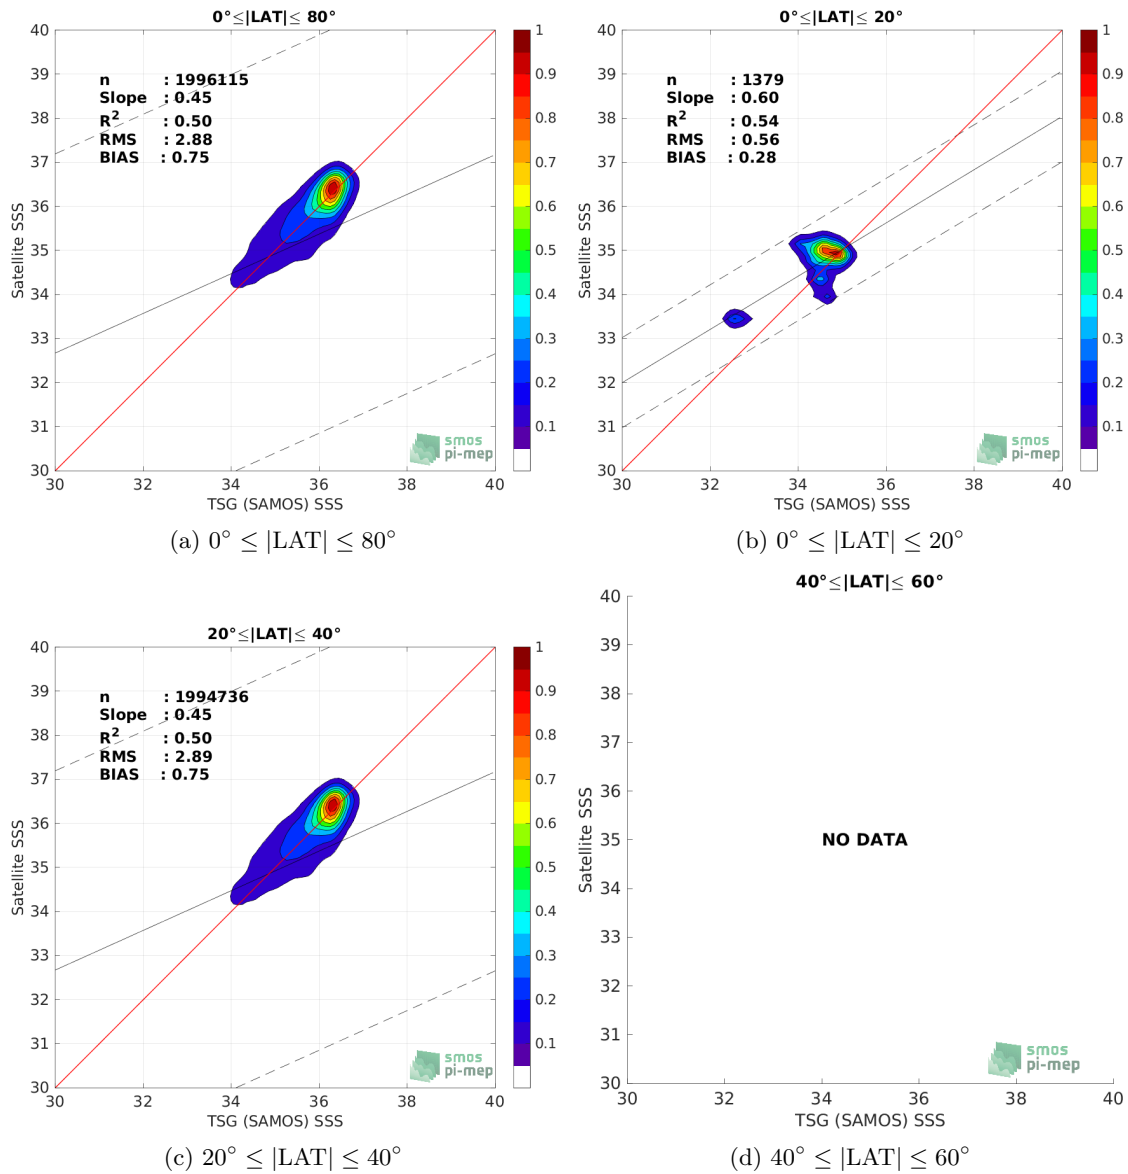 0°≤|LAT|≤ 80°
40
39
38
37
36
35
34
33
32
31
30
Satellite SSS
n : 1996115
Slope : 0.45
R² : 0.50
RMS : 2.88
BIAS : 0.75
smos
pi-mep
30 32 34 36 38 40
TSG (SAMOS) SSS
1
0.9
0.8
0.7
0.6
0.5
0.4
0.3
0.2
0.1
(a) 0° ≤ |LAT| ≤ 80°
0°≤|LAT|≤ 20°
40
39
38
37
36
35
34
33
32
31
30
Satellite SSS
n : 1379
Slope : 0.60
R² : 0.54
RMS : 0.56
BIAS : 0.28
smos
pi-mep
30 32 34 36 38 40
TSG (SAMOS) SSS
1
0.9
0.8
0.7
0.6
0.5
0.4
0.3
0.2
0.1
(b) 0° ≤ |LAT| ≤ 20°
20°≤|LAT|≤ 40°
40
39
38
37
36
35
34
33
32
31
30
Satellite SSS
n : 1994736
Slope : 0.45
R² : 0.50
RMS : 2.89
BIAS : 0.75
smos
pi-mep
30 32 34 36 38 40
TSG (SAMOS) SSS
1
0.9
0.8
0.7
0.6
0.5
0.4
0.3
0.2
0.1
(c) 20° ≤ |LAT| ≤ 40°
40°≤|LAT|≤ 60°
40
39
38
37
36
35
34
33
32
31
30
Satellite SSS
NO DATA
smos
pi-mep
30 32 34 36 38 40
TSG (SAMOS) SSS
(d) 40° ≤ |LAT| ≤ 60°